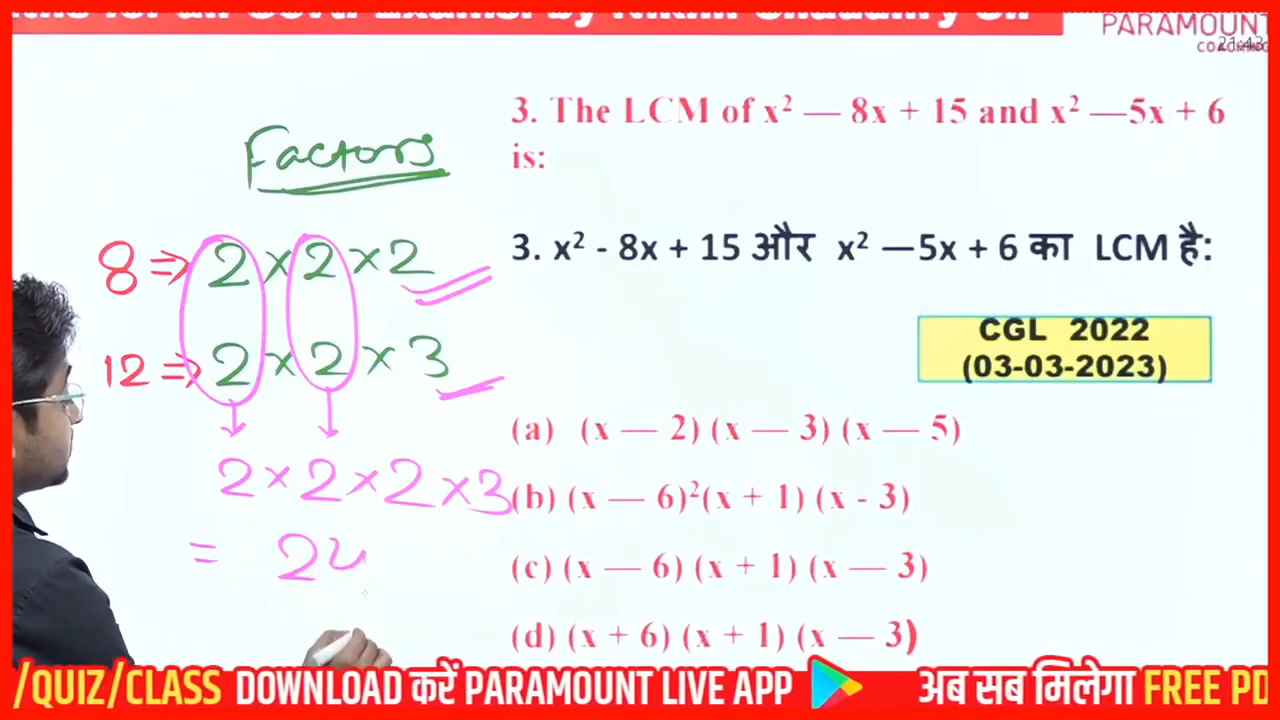 PARAMOUNT
21:43
3. The LCM of x² — 8x + 15 and x² —5x + 6
is:
Factors
3. x² - 8x + 15 और x² —5x + 6 का LCM है:
8 ⇒ 2 × 2 × 2
12 ⇒ 2 × 2 × 3
CGL 2022
(03-03-2023)
2 × 2 × 2 × 3
= 24
(a) (x — 2) (x — 3) (x — 5)
(b) (x — 6)²(x + 1) (x - 3)
(c) (x — 6) (x + 1) (x — 3)
(d) (x + 6) (x + 1) (x — 3)
/QUIZ/CLASS DOWNLOAD करें PARAMOUNT LIVE APP अब सब मिलेगा FREE PD